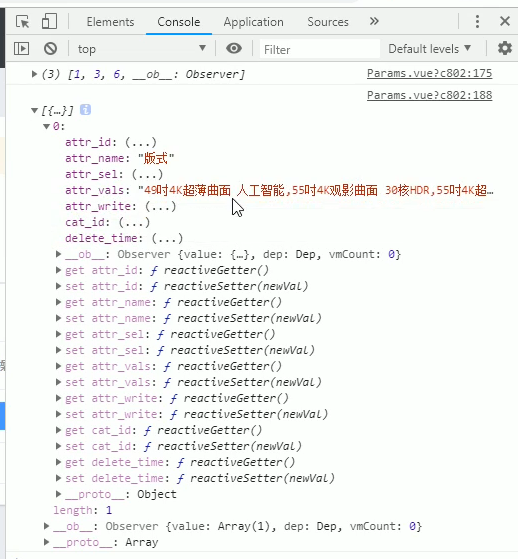 Elements Console Application Sources »
top Filter Default levels
(3) [1, 3, 6, __ob__: Observer] Params.vue?c802:175
Params.vue?c802:188
[{…}] i
0:
attr_id: (...)
attr_name: "版式"
attr_sel: (...)
attr_vals: "49吋4K超薄曲面 人工智能,55吋4K观影曲面 30核HDR,55吋4K超…
attr_write: (...)
cat_id: (...)
delete_time: (...)
__ob__: Observer {value: {…}, dep: Dep, vmCount: 0}
get attr_id: ƒ reactiveGetter()
set attr_id: ƒ reactiveSetter(newVal)
get attr_name: ƒ reactiveGetter()
set attr_name: ƒ reactiveSetter(newVal)
get attr_sel: ƒ reactiveGetter()
set attr_sel: ƒ reactiveSetter(newVal)
get attr_vals: ƒ reactiveGetter()
set attr_vals: ƒ reactiveSetter(newVal)
get attr_write: ƒ reactiveGetter()
set attr_write: ƒ reactiveSetter(newVal)
get cat_id: ƒ reactiveGetter()
set cat_id: ƒ reactiveSetter(newVal)
get delete_time: ƒ reactiveGetter()
set delete_time: ƒ reactiveSetter(newVal)
__proto__: Object
length: 1
__ob__: Observer {value: Array(1), dep: Dep, vmCount: 0}
__proto__: Array